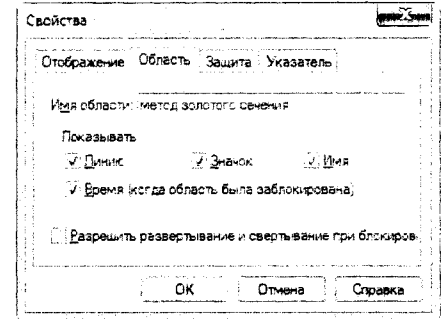 Свойства
Отображение Область Защита Указатель
Имя области: метод золотого сечения
Показывать
Линию Значок Имя
Время (когда область была заблокирована)
Разрешить развертывание и свертывание при блокиров
ОК Отмена Справка